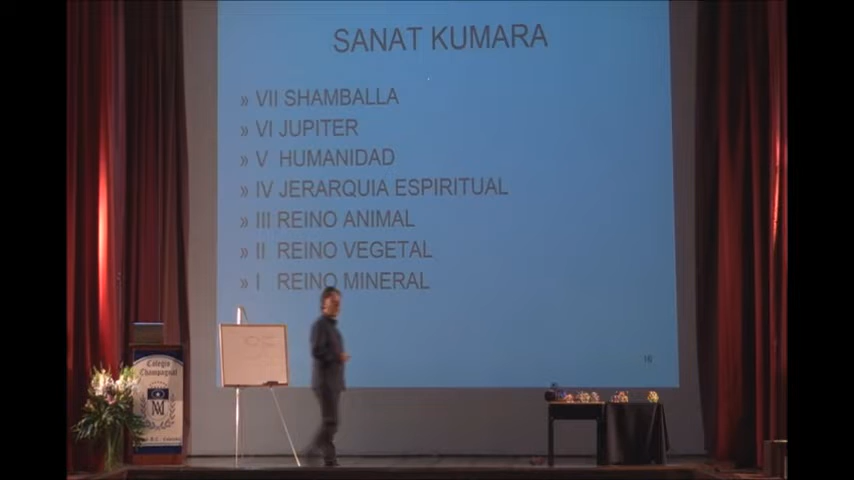 SANAT KUMARA
» VII SHAMBALLA
» VI JUPITER
» V HUMANIDAD
» IV JERARQUIA ESPIRITUAL
» III REINO ANIMAL
» II REINO VEGETAL
» I REINO MINERAL
Colegio
Champagnat